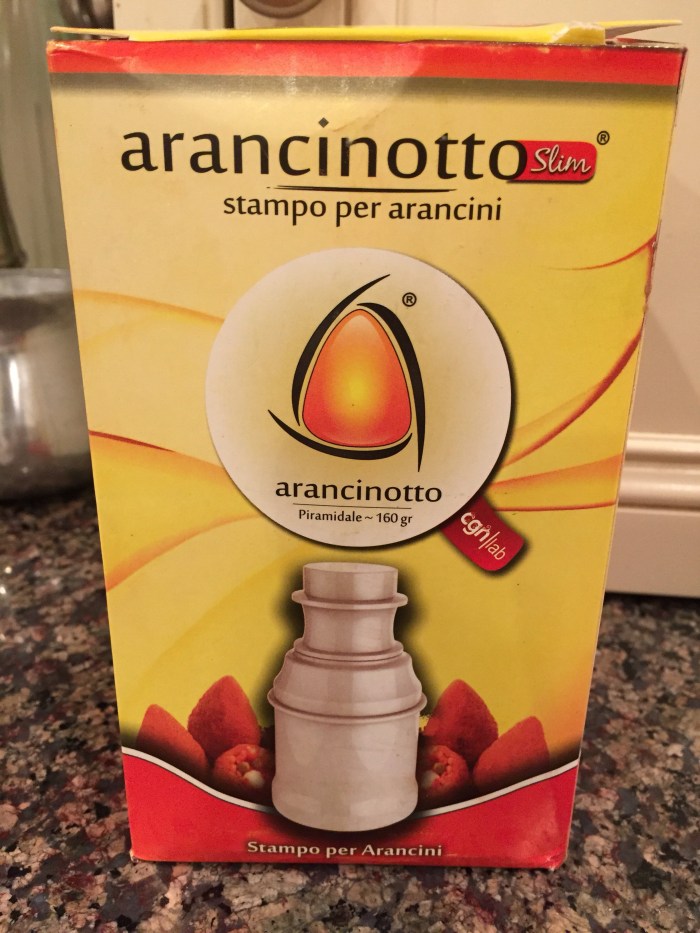 arancinotto Slim ®
stampo per arancini
®
arancinotto
Piramidale ~ 160 gr
cgn|lab
Stampo per Arancini